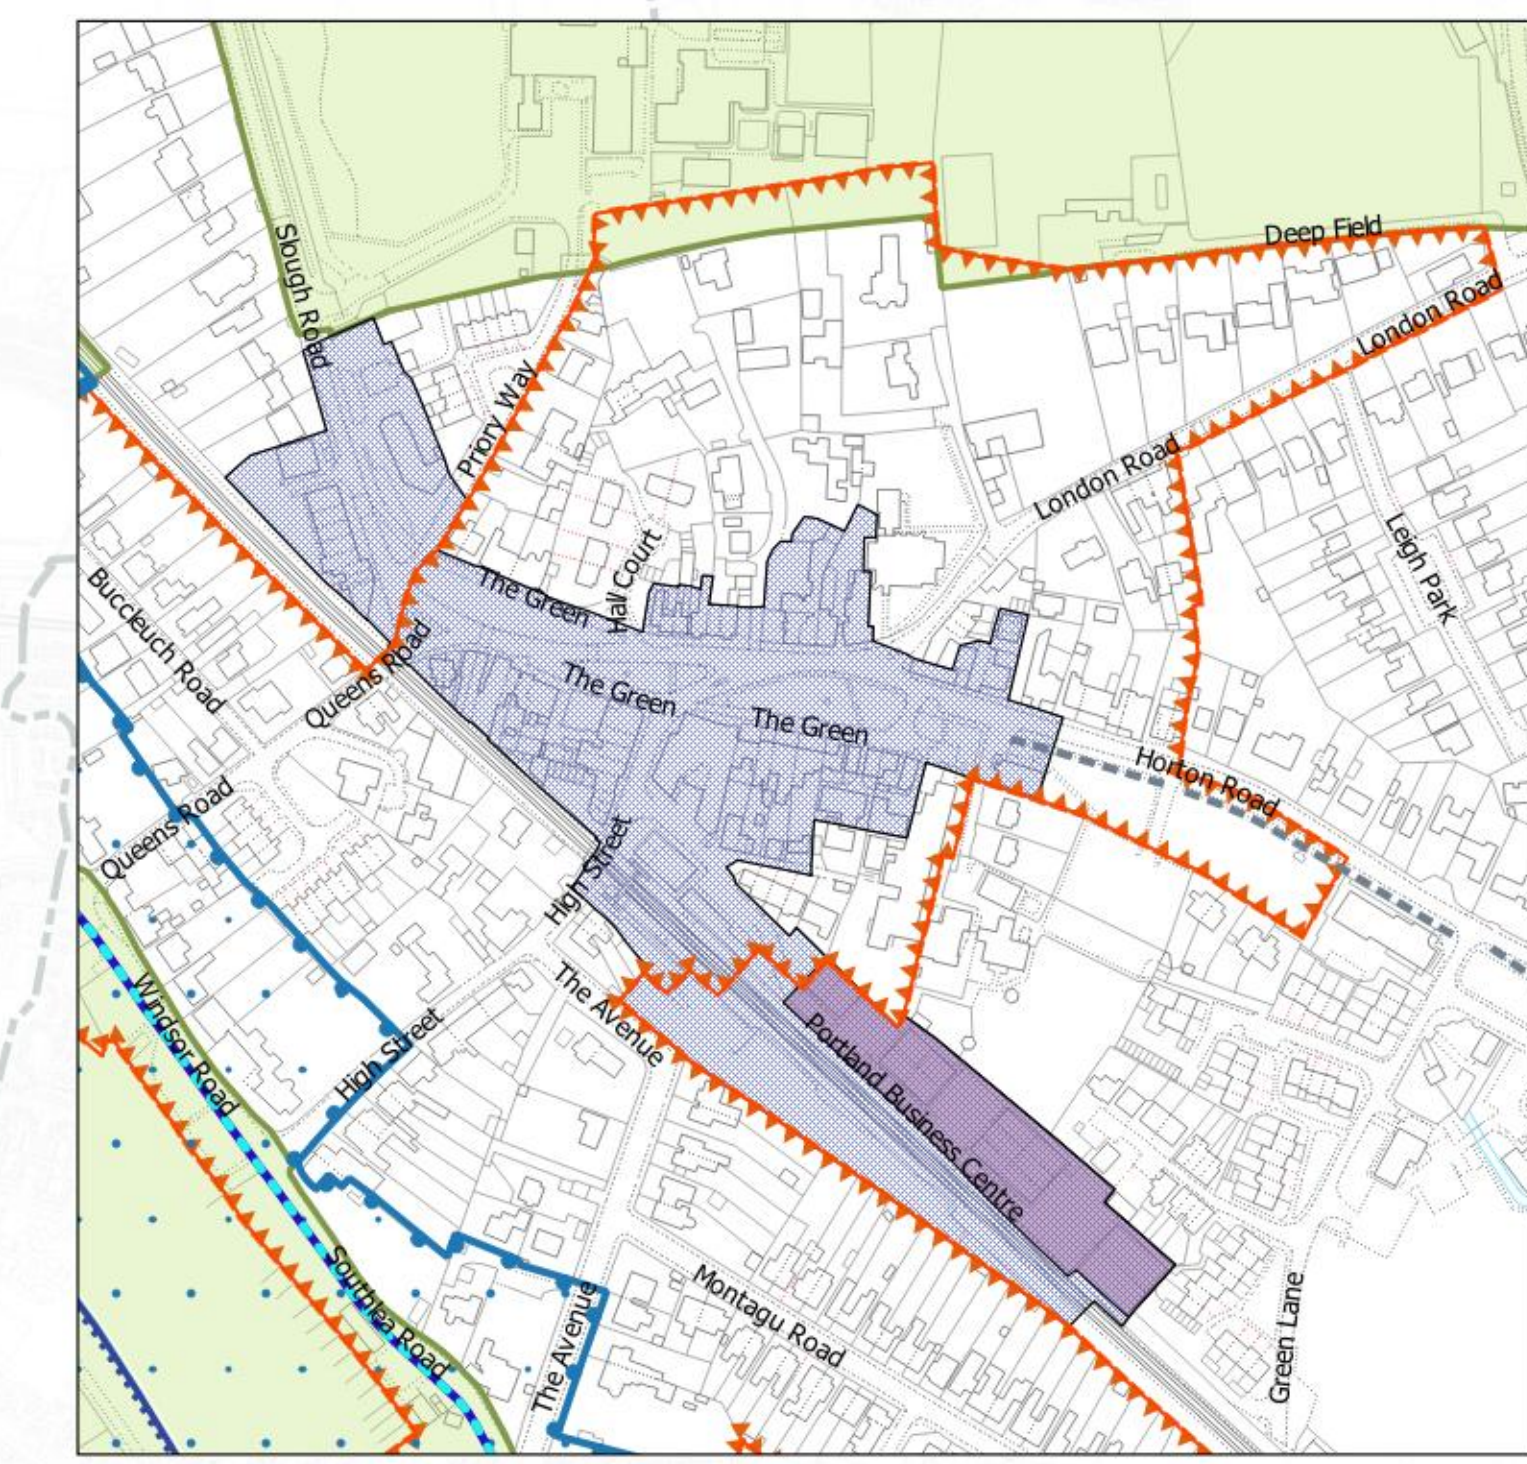 Deep Field
Slough Road
London Road
Priory Way
London Road
Leigh Park
Hall Court
The Green
Buccleuch Road
Queens Road
The Green
The Green
Horton Road
Queens Road
High Street
The Avenue
Windsor Road
High Street
Portland Business Centre
Southlea Road
Montagu Road
The Avenue
Green Lane